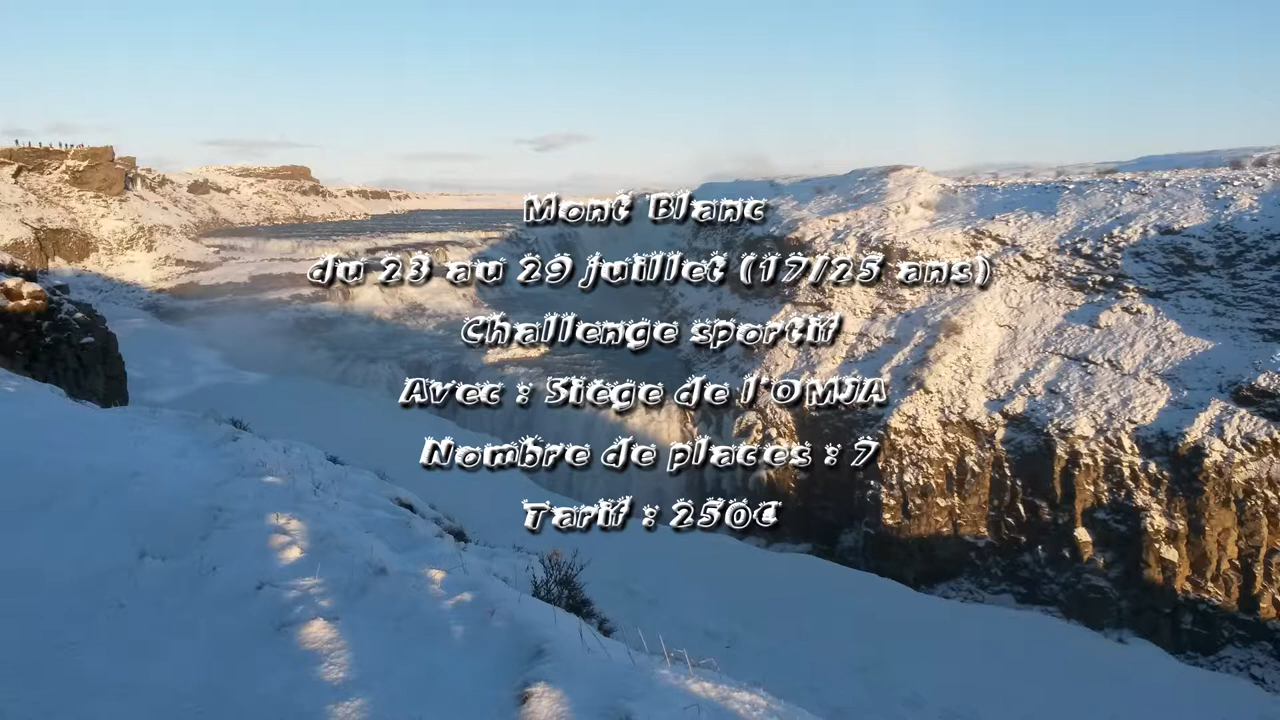 Mont Blanc
du 23 au 29 juillet (17/25 ans)
Challenge sportif
Avec : Siège de l'OMJA
Nombre de places : 7
Tarif : 250€